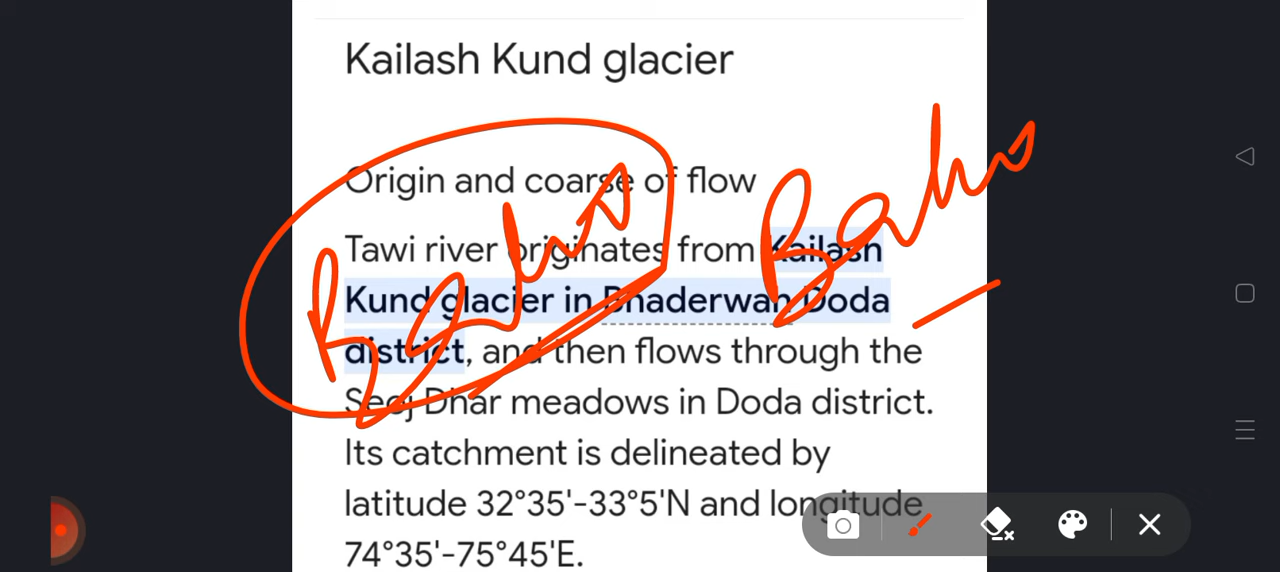 Kailash Kund glacier
Origin and coarse of flow
Bahu
Bahu
Tawi river originates from Kailash
Kund glacier in Bhaderwah Doda
district, and then flows through the
Seoj Dhar meadows in Doda district.
Its catchment is delineated by
latitude 32°35'-33°5'N and longitude
74°35'-75°45'E.